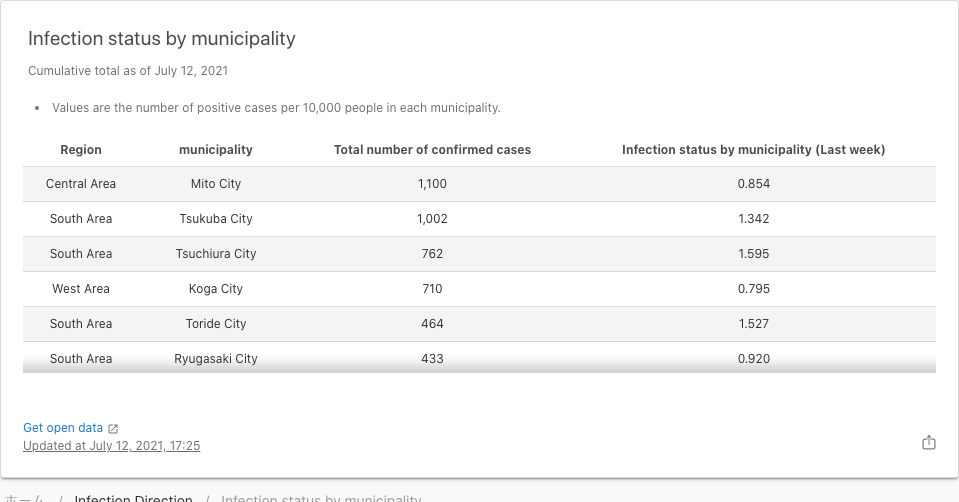 Infection status by municipality
Cumulative total as of July 12, 2021
• Values are the number of positive cases per 10,000 people in each municipality.
Region municipality Total number of confirmed cases Infection status by municipality (Last week)
Central Area Mito City 1,100 0.854
South Area Tsukuba City 1,002 1.342
South Area Tsuchiura City 762 1.595
West Area Koga City 710 0.795
South Area Toride City 464 1.527
South Area Ryugasaki City 433 0.920
Get open data
Updated at July 12, 2021, 17:25
ホーム / Infection Direction / Infection status by municipality